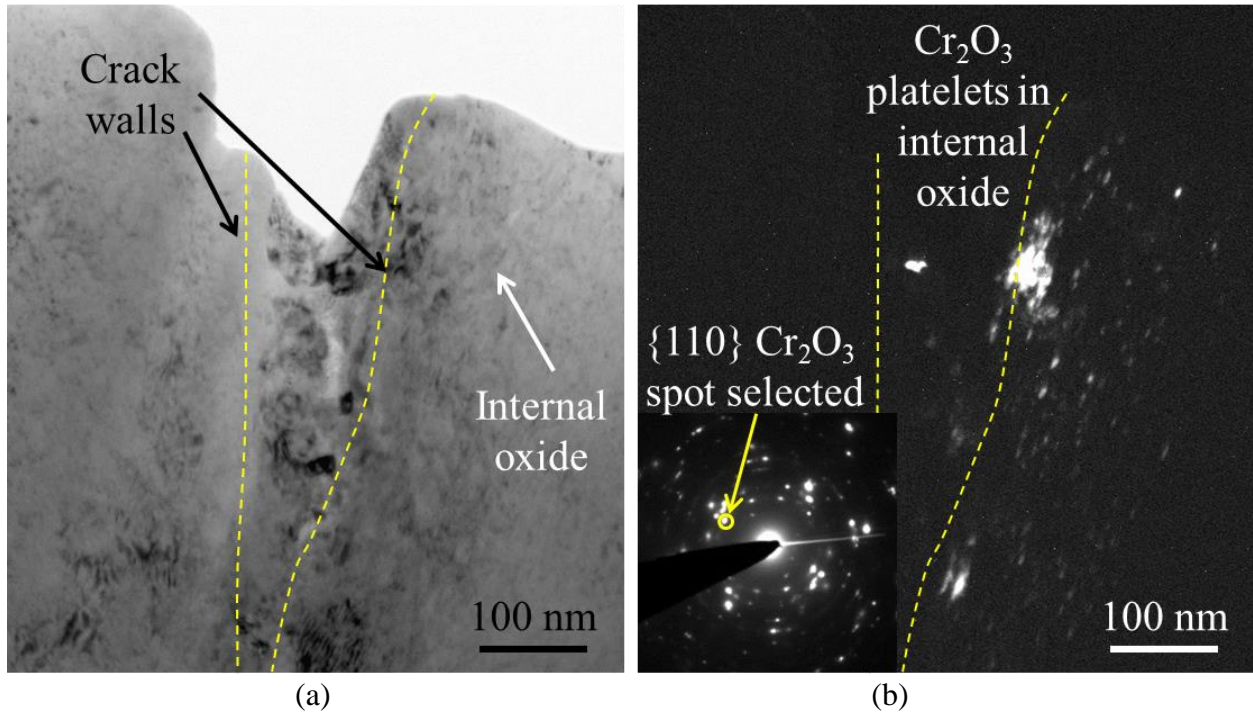 Crack
walls
Internal
oxide
100 nm
(a)
Cr₂O₃
platelets in
internal
oxide
{110} Cr₂O₃
spot selected
100 nm
(b)